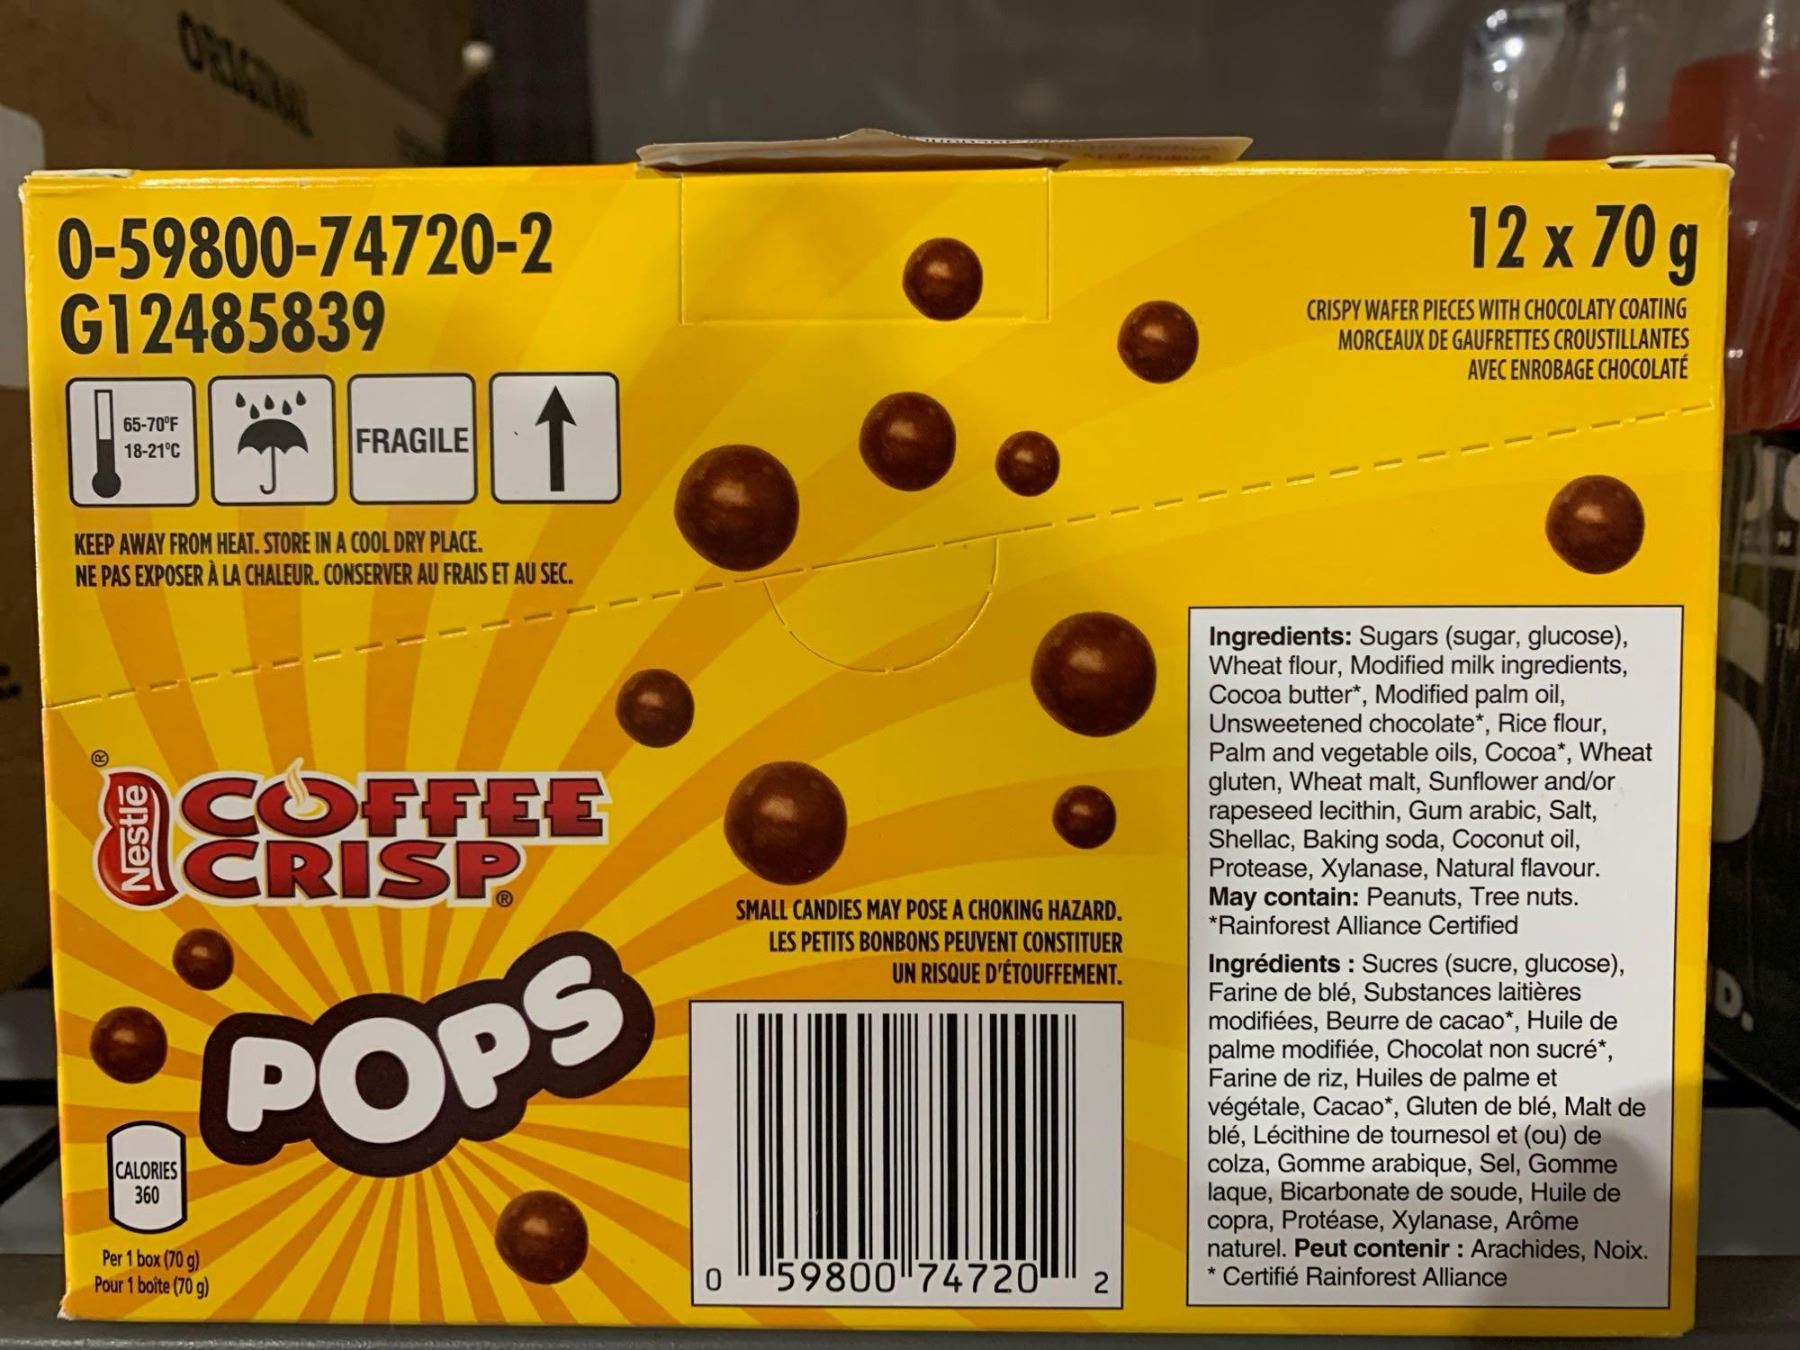 ORIGINAL
0-59800-74720-2
G12485839
12 x 70 g
CRISPY WAFER PIECES WITH CHOCOLATY COATING
MORCEAUX DE GAUFRETTES CROUSTILLANTES
AVEC ENROBAGE CHOCOLATÉ
65-70°F
18-21°C
FRAGILE
KEEP AWAY FROM HEAT. STORE IN A COOL DRY PLACE.
NE PAS EXPOSER À LA CHALEUR. CONSERVER AU FRAIS ET AU SEC.
Nestlé ®
COFFEE
CRISP®
POPS
CALORIES
360
Per 1 box (70 g)
Pour 1 boîte (70 g)
SMALL CANDIES MAY POSE A CHOKING HAZARD.
LES PETITS BONBONS PEUVENT CONSTITUER
UN RISQUE D'ÉTOUFFEMENT.
0 59800 74720 2
Ingredients: Sugars (sugar, glucose),
Wheat flour, Modified milk ingredients,
Cocoa butter*, Modified palm oil,
Unsweetened chocolate*, Rice flour,
Palm and vegetable oils, Cocoa*, Wheat
gluten, Wheat malt, Sunflower and/or
rapeseed lecithin, Gum arabic, Salt,
Shellac, Baking soda, Coconut oil,
Protease, Xylanase, Natural flavour.
May contain: Peanuts, Tree nuts.
*Rainforest Alliance Certified
Ingrédients : Sucres (sucre, glucose),
Farine de blé, Substances laitières
modifiées, Beurre de cacao*, Huile de
palme modifiée, Chocolat non sucré*,
Farine de riz, Huiles de palme et
végétale, Cacao*, Gluten de blé, Malt de
blé, Lécithine de tournesol et (ou) de
colza, Gomme arabique, Sel, Gomme
laque, Bicarbonate de soude, Huile de
copra, Protéase, Xylanase, Arôme
naturel. Peut contenir : Arachides, Noix.
* Certifié Rainforest Alliance